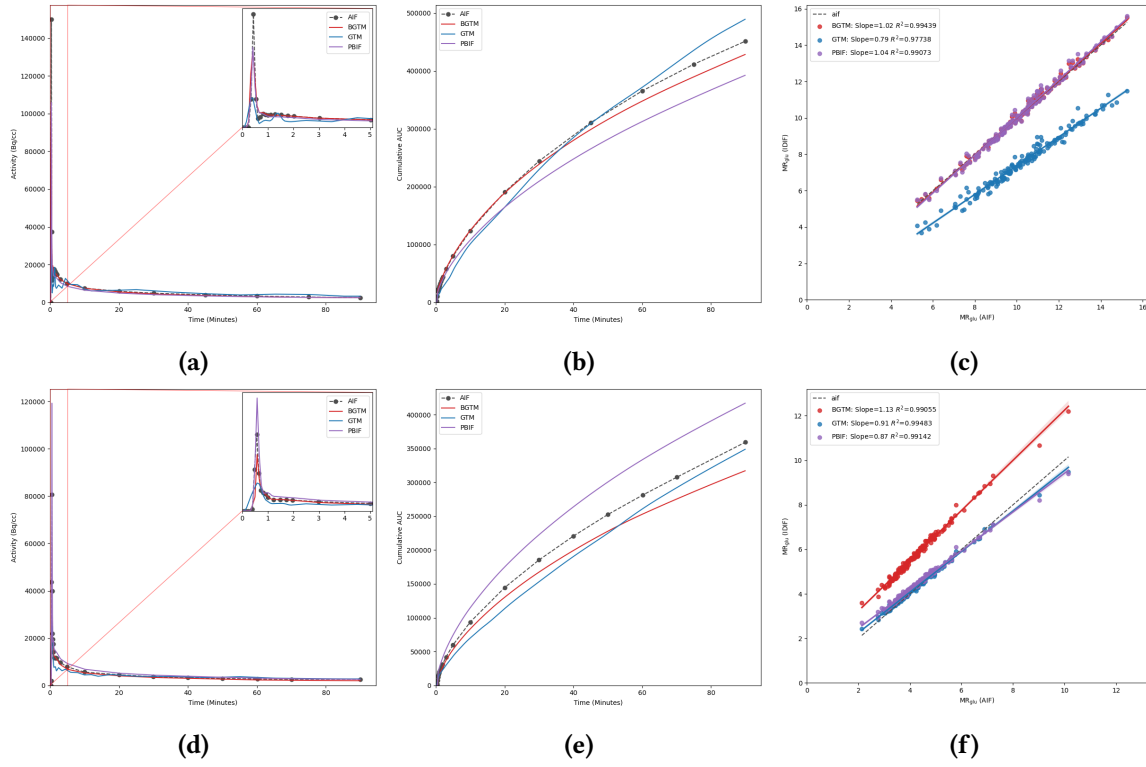 AIF
BGTM
GTM
PBIF
140000
120000
100000
80000
60000
40000
20000
0
0 1 2 3 4 5
0 20 40 60 80
Activity (Bq/cc)
Time (Minutes)
(a)
AIF
BGTM
GTM
PBIF
500000
400000
300000
200000
100000
0
0 20 40 60 80
Cumulative AUC
Time (Minutes)
(b)
aif
BGTM: Slope=1.02 R²=0.99439
GTM: Slope=0.79 R²=0.97738
PBIF: Slope=1.04 R²=0.99073
16
14
12
10
8
6
4
2
0
0 2 4 6 8 10 12 14 16
MRglu (IDIF)
MRglu (AIF)
(c)
AIF
BGTM
GTM
PBIF
120000
100000
80000
60000
40000
20000
0
0 1 2 3 4 5
0 20 40 60 80
Activity (Bq/cc)
Time (Minutes)
(d)
AIF
BGTM
GTM
PBIF
400000
350000
300000
250000
200000
150000
100000
50000
0
0 20 40 60 80
Cumulative AUC
Time (Minutes)
(e)
aif
BGTM: Slope=1.13 R²=0.99055
GTM: Slope=0.91 R²=0.99483
PBIF: Slope=0.87 R²=0.99142
12
10
8
6
4
2
0
0 2 4 6 8 10 12
MRglu (IDIF)
MRglu (AIF)
(f)